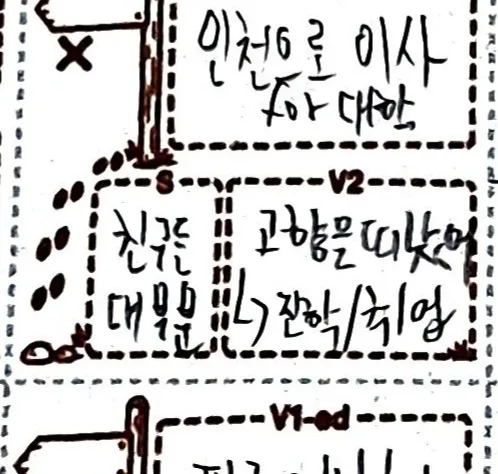 인천으로 이사
대학
S
친구들
대부분
V2
고향을 떠났어
↳ 진학/취업
V1-ed